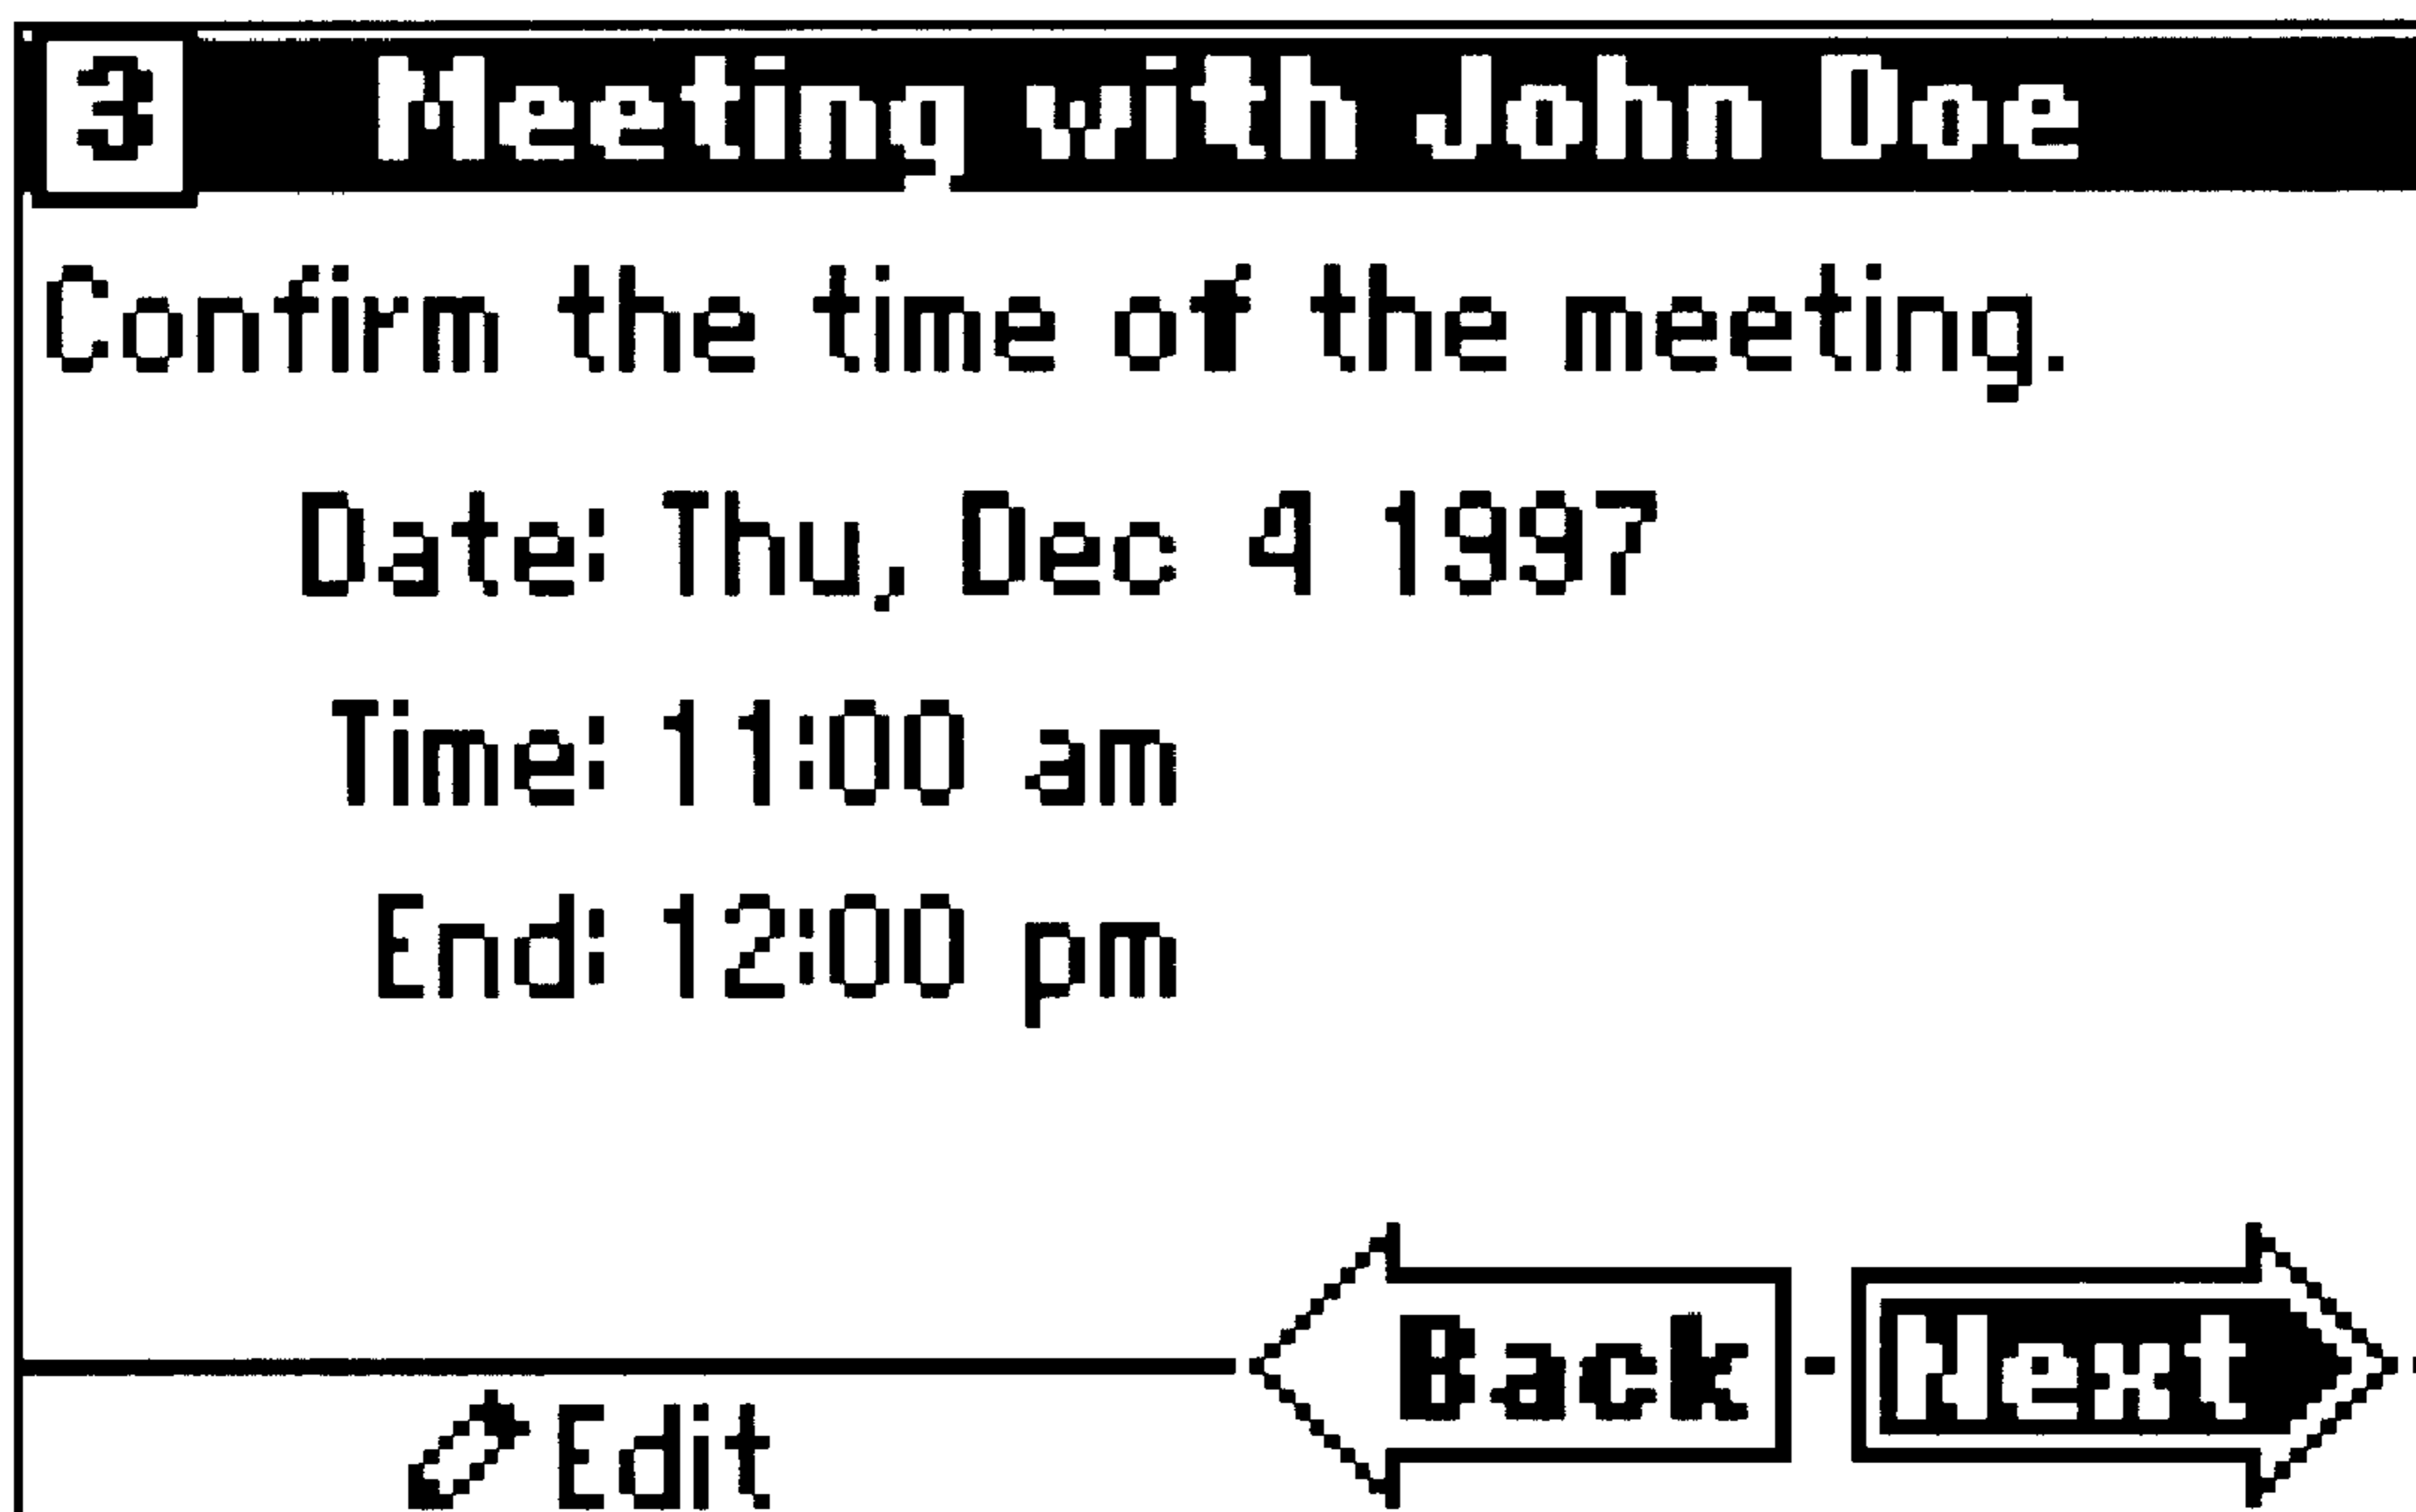 3 Meeting with John Doe
Confirm the time of the meeting.
Date: Thu, Dec 4 1997
Time: 11:00 am
End: 12:00 pm
Back Next
Edit